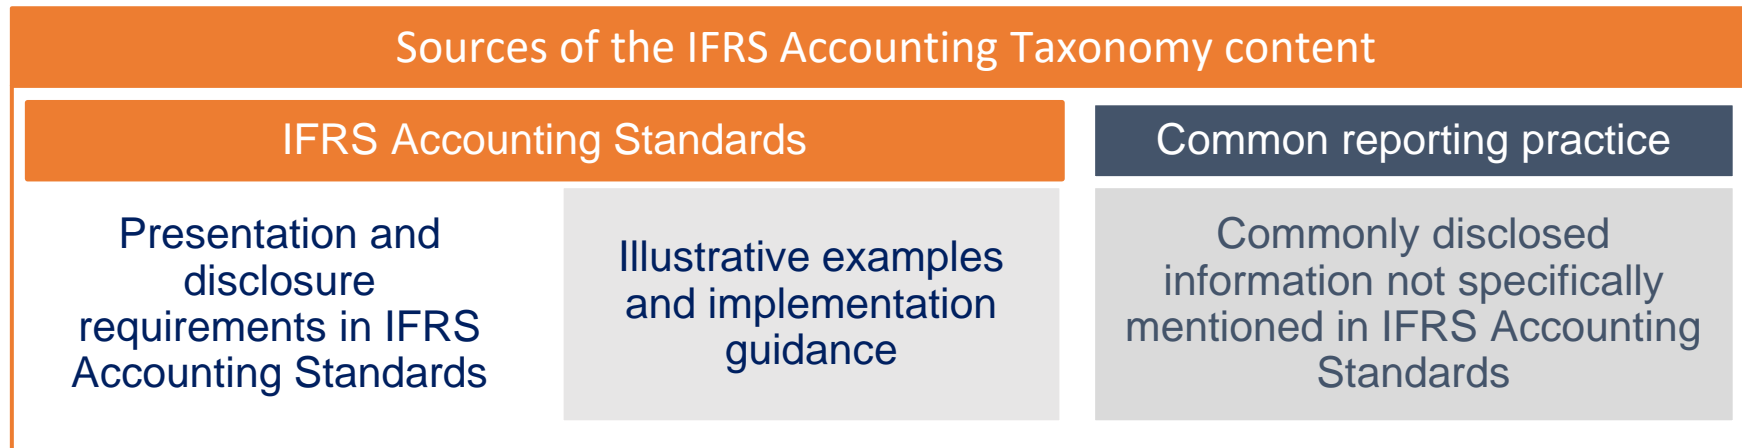 Sources of the IFRS Accounting Taxonomy content
IFRS Accounting Standards
Presentation and
disclosure
requirements in IFRS
Accounting Standards
Illustrative examples
and implementation
guidance
Common reporting practice
Commonly disclosed
information not specifically
mentioned in IFRS Accounting
Standards